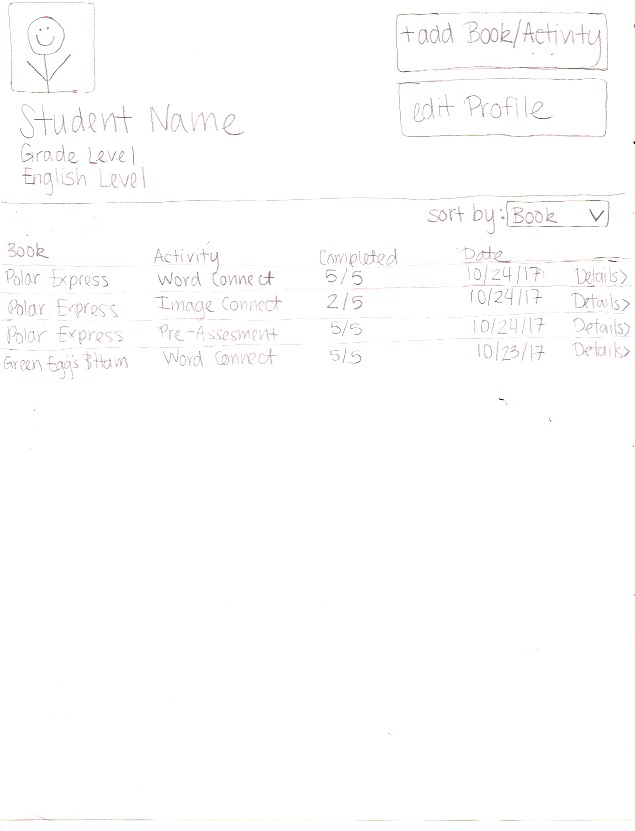 +add Book/Activity
edit Profile
Student Name
Grade Level
English Level
sort by: Book
Book Activity Completed Date
Polar Express Word Connect 5/5 10/24/17 Details>
Polar Express Image Connect 2/5 10/24/17 Details>
Polar Express Pre-Assesment 5/5 10/24/17 Details>
Green Egg's & Ham Word Connect 5/5 10/23/17 Details>